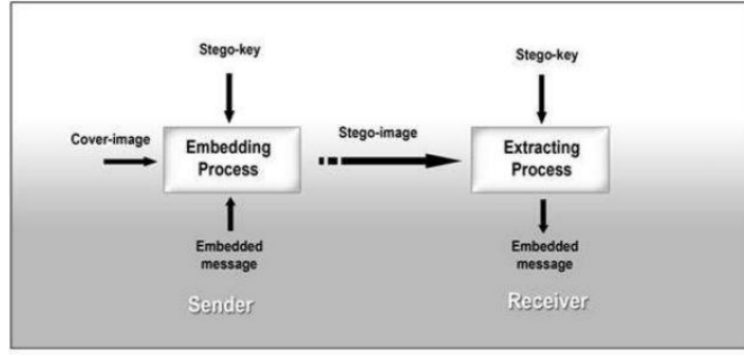 Stego-key
Stego-key
Cover-image
Embedding
Process
Stego-image
Extracting
Process
Embedded
message
Embedded
message
Sender
Receiver